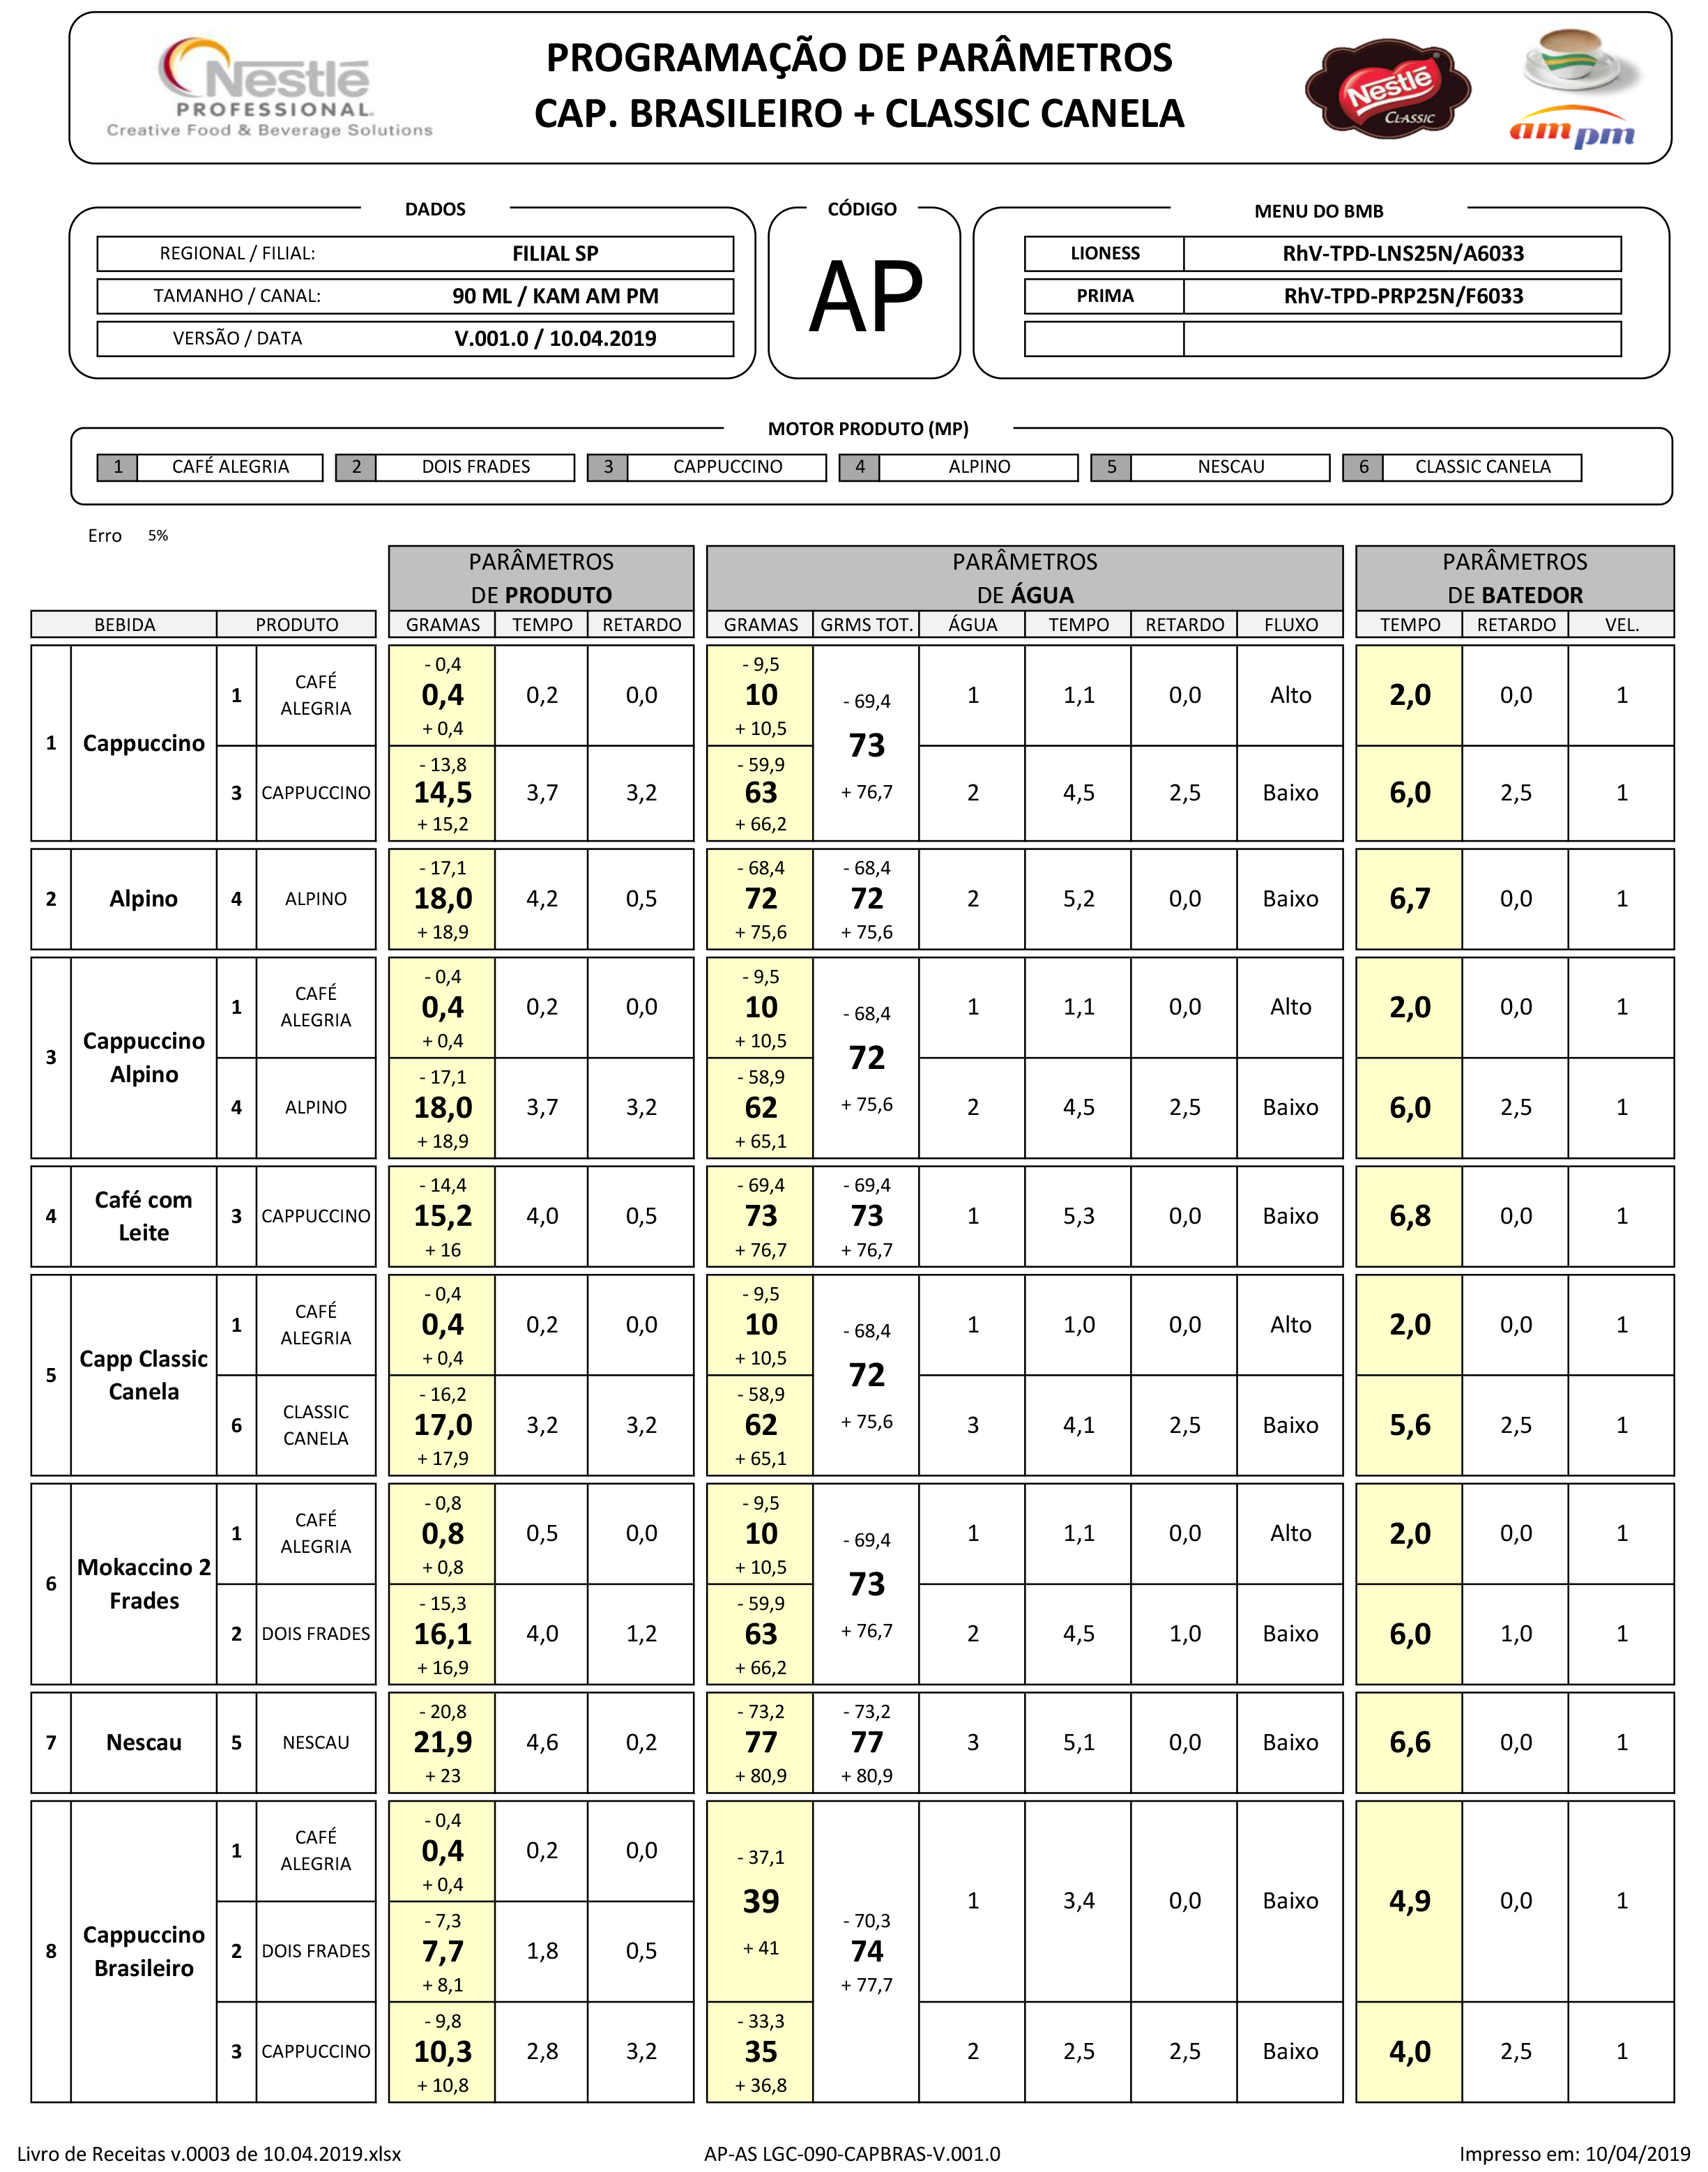 Nestlé
PROFESSIONAL.
Creative Food & Beverage Solutions
PROGRAMAÇÃO DE PARÂMETROS
CAP. BRASILEIRO + CLASSIC CANELA
Nestlé
CLASSIC
am pm
DADOS
REGIONAL / FILIAL: FILIAL SP
TAMANHO / CANAL: 90 ML / KAM AM PM
VERSÃO / DATA V.001.0 / 10.04.2019
CÓDIGO
AP
MENU DO BMB
LIONESS RhV-TPD-LNS25N/A6033
PRIMA RhV-TPD-PRP25N/F6033
MOTOR PRODUTO (MP)
1 CAFÉ ALEGRIA 2 DOIS FRADES 3 CAPPUCCINO 4 ALPINO 5 NESCAU 6 CLASSIC CANELA
Erro 5%
PARÂMETROS PARÂMETROS PARÂMETROS
DE PRODUTO DE ÁGUA DE BATEDOR
BEBIDA PRODUTO GRAMAS TEMPO RETARDO GRAMAS GRMS TOT. ÁGUA TEMPO RETARDO FLUXO TEMPO RETARDO VEL.
- 0,4 - 9,5
1 CAFÉ ALEGRIA 0,4 0,2 0,0 10 - 69,4 1 1,1 0,0 Alto 2,0 0,0 1
+ 0,4 + 10,5
1 Cappuccino 73
- 13,8 - 59,9
3 CAPPUCCINO 14,5 3,7 3,2 63 + 76,7 2 4,5 2,5 Baixo 6,0 2,5 1
+ 15,2 + 66,2
- 17,1 - 68,4 - 68,4
2 Alpino 4 ALPINO 18,0 4,2 0,5 72 72 2 5,2 0,0 Baixo 6,7 0,0 1
+ 18,9 + 75,6 + 75,6
- 0,4 - 9,5
1 CAFÉ ALEGRIA 0,4 0,2 0,0 10 - 68,4 1 1,1 0,0 Alto 2,0 0,0 1
+ 0,4 + 10,5
3 Cappuccino Alpino 72
- 17,1 - 58,9
4 ALPINO 18,0 3,7 3,2 62 + 75,6 2 4,5 2,5 Baixo 6,0 2,5 1
+ 18,9 + 65,1
- 14,4 - 69,4 - 69,4
4 Café com Leite 3 CAPPUCCINO 15,2 4,0 0,5 73 73 1 5,3 0,0 Baixo 6,8 0,0 1
+ 16 + 76,7 + 76,7
- 0,4 - 9,5
1 CAFÉ ALEGRIA 0,4 0,2 0,0 10 - 68,4 1 1,0 0,0 Alto 2,0 0,0 1
+ 0,4 + 10,5
5 Capp Classic Canela 72
- 16,2 - 58,9
6 CLASSIC CANELA 17,0 3,2 3,2 62 + 75,6 3 4,1 2,5 Baixo 5,6 2,5 1
+ 17,9 + 65,1
- 0,8 - 9,5
1 CAFÉ ALEGRIA 0,8 0,5 0,0 10 - 69,4 1 1,1 0,0 Alto 2,0 0,0 1
+ 0,8 + 10,5
6 Mokaccino 2 Frades 73
- 15,3 - 59,9
2 DOIS FRADES 16,1 4,0 1,2 63 + 76,7 2 4,5 1,0 Baixo 6,0 1,0 1
+ 16,9 + 66,2
- 20,8 - 73,2 - 73,2
7 Nescau 5 NESCAU 21,9 4,6 0,2 77 77 3 5,1 0,0 Baixo 6,6 0,0 1
+ 23 + 80,9 + 80,9
- 0,4
1 CAFÉ ALEGRIA 0,4 0,2 0,0 - 37,1
+ 0,4
39 1 3,4 0,0 Baixo 4,9 0,0 1
- 7,3 - 70,3
8 Cappuccino Brasileiro 2 DOIS FRADES 7,7 1,8 0,5 + 41 74
+ 8,1 + 77,7
- 9,8 - 33,3
3 CAPPUCCINO 10,3 2,8 3,2 35 2 2,5 2,5 Baixo 4,0 2,5 1
+ 10,8 + 36,8
Livro de Receitas v.0003 de 10.04.2019.xlsx AP-AS LGC-090-CAPBRAS-V.001.0 Impresso em: 10/04/2019